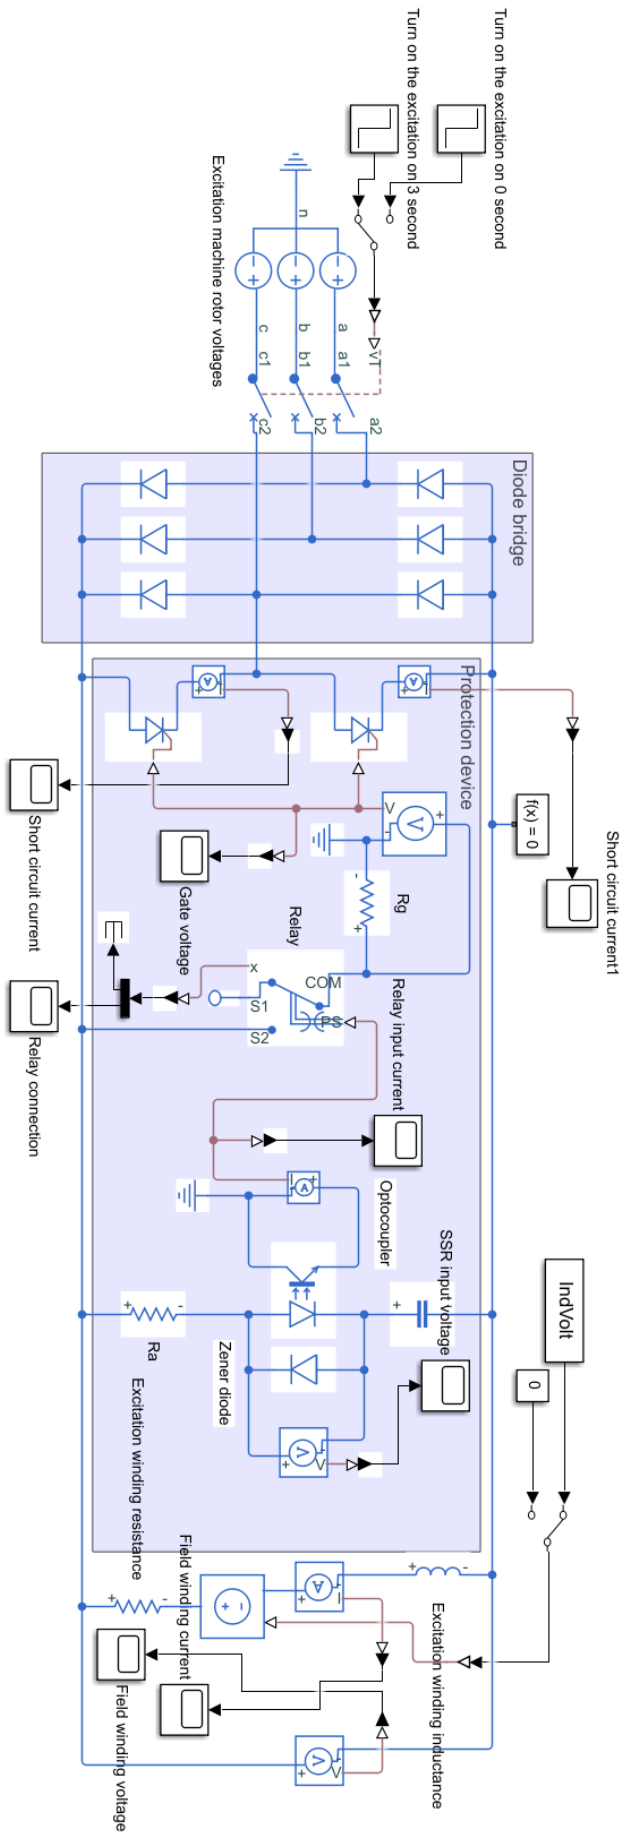 Turn on the excitation on 0 second
Turn on the excitation on 3 second
Excitation machine rotor voltages
n
a
b
c
a1
b1
c1
vT
a2
b2
c2
Diode bridge
Protection device
Short circuit current1
f(x) = 0
Short circuit current
Gate voltage
V
V
Rg
Relay
COM
PS
S1
S2
x
Relay input current
Relay connection
A
A
A
Optocoupler
SSR input voltage
Zener diode
V
V
Ra
IndVolt
0
Excitation winding resistance
Excitation winding inductance
A
I
Field winding current
Field winding voltage
V
V